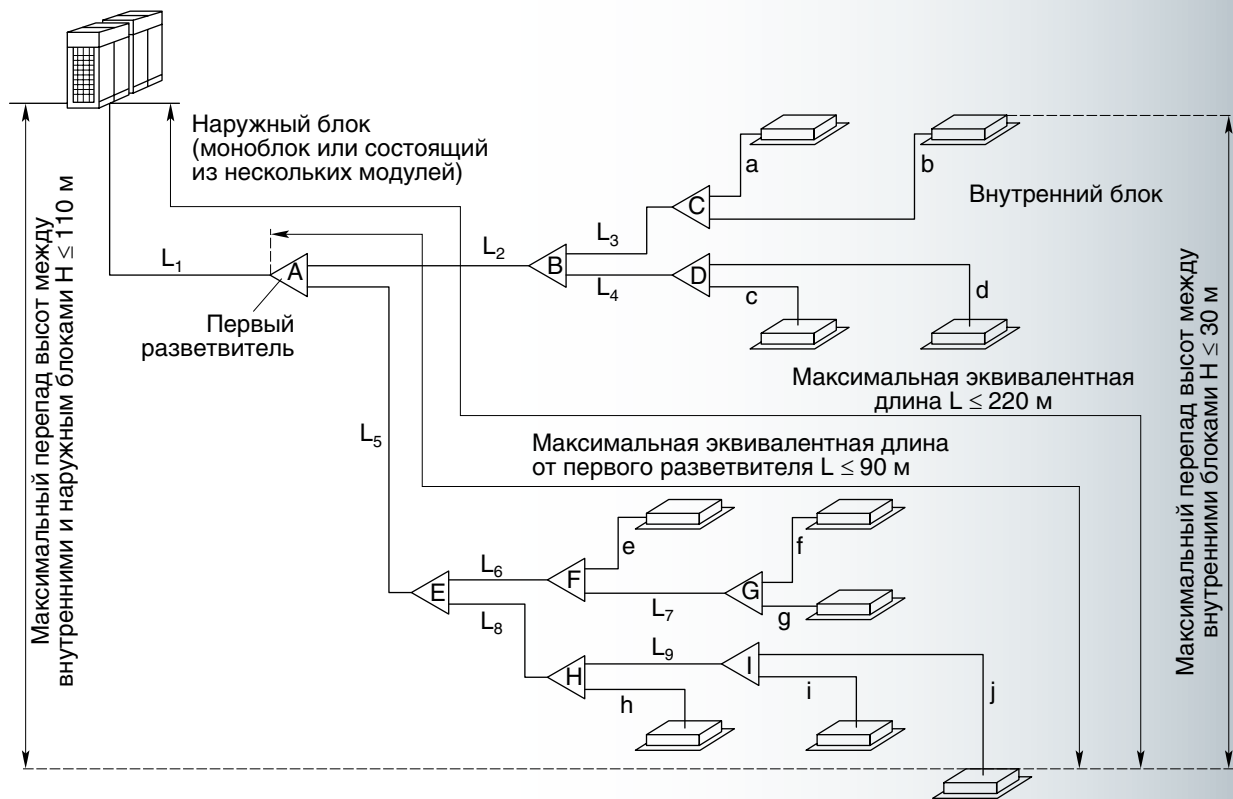 Наружный блок
(моноблок или состоящий
из нескольких модулей)
a
b
C
Внутренний блок
L1
A
L2
B
L3
L4
D
c
d
Первый
разветвитель
Максимальная эквивалентная
длина L ≤ 220 м
L5
Максимальная эквивалентная длина
от первого разветвителя L ≤ 90 м
e
f
L6
F
E
G
L7
g
L8
L9
I
H
h
i
j
Максимальный перепад высот между
внутренними и наружным блоками H ≤ 110 м
Максимальный перепад высот между
внутренними блоками H ≤ 30 м